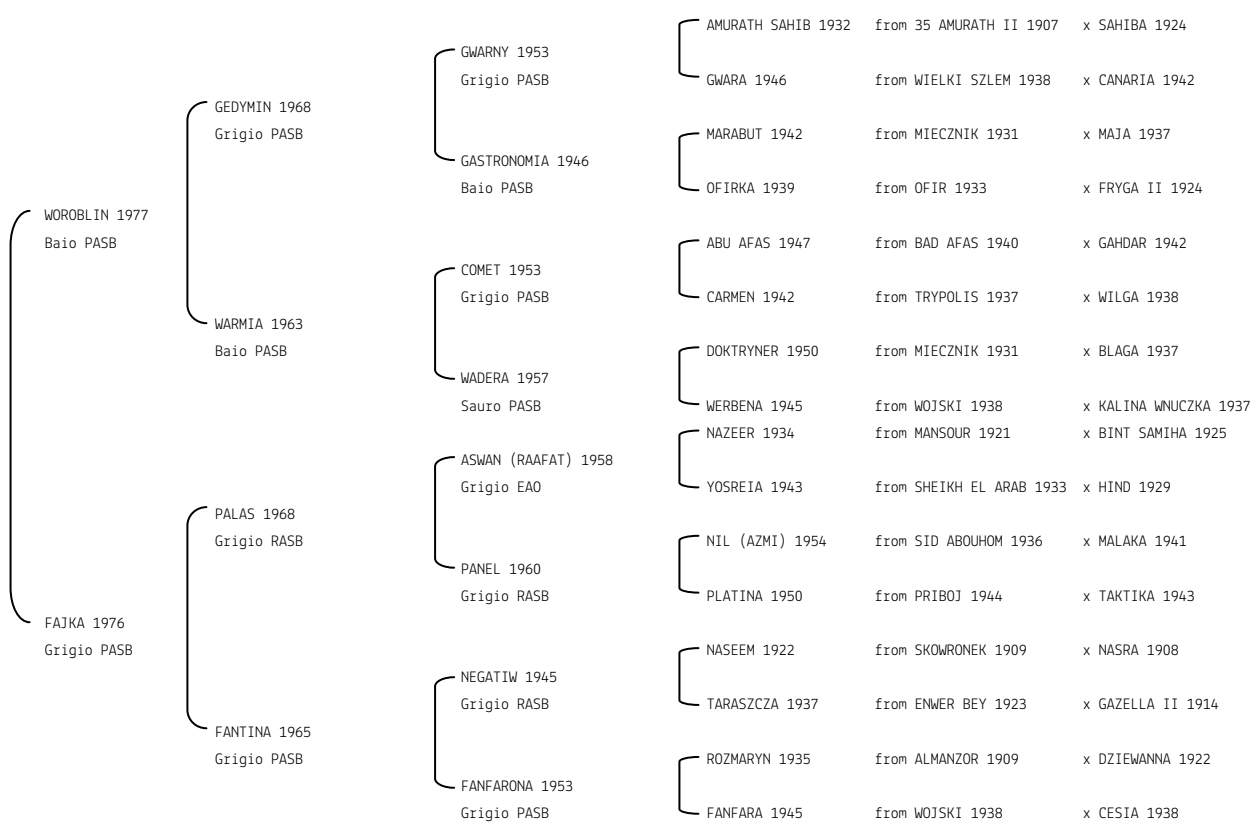 AMURATH SAHIB 1932 from 35 AMURATH II 1907 x SAHIBA 1924
GWARNY 1953
Grigio PASB GWARA 1946 from WIELKI SZLEM 1938 x CANARIA 1942
GEDYMIN 1968
Grigio PASB MARABUT 1942 from MIECZNIK 1931 x MAJA 1937
GASTRONOMIA 1946
Baio PASB OFIRKA 1939 from OFIR 1933 x FRYGA II 1924
WOROBLIN 1977
Baio PASB ABU AFAS 1947 from BAD AFAS 1940 x GAHDAR 1942
COMET 1953
Grigio PASB CARMEN 1942 from TRYPOLIS 1937 x WILGA 1938
WARMIA 1963
Baio PASB DOKTRYNER 1950 from MIECZNIK 1931 x BLAGA 1937
WADERA 1957
Sauro PASB WERBENA 1945 from WOJSKI 1938 x KALINA WNUCZKA 1937
NAZEER 1934 from MANSOUR 1921 x BINT SAMIHA 1925
ASWAN (RAAFAT) 1958
Grigio EAO YOSREIA 1943 from SHEIKH EL ARAB 1933 x HIND 1929
PALAS 1968
Grigio RASB NIL (AZMI) 1954 from SID ABOUHOM 1936 x MALAKA 1941
PANEL 1960
Grigio RASB PLATINA 1950 from PRIBOJ 1944 x TAKTIKA 1943
FAJKA 1976
Grigio PASB NASEEM 1922 from SKOWRONEK 1909 x NASRA 1908
NEGATIW 1945
Grigio RASB TARASZCZA 1937 from ENWER BEY 1923 x GAZELLA II 1914
FANTINA 1965
Grigio PASB ROZMARYN 1935 from ALMANZOR 1909 x DZIEWANNA 1922
FANFARONA 1953
Grigio PASB FANFARA 1945 from WOJSKI 1938 x CESIA 1938